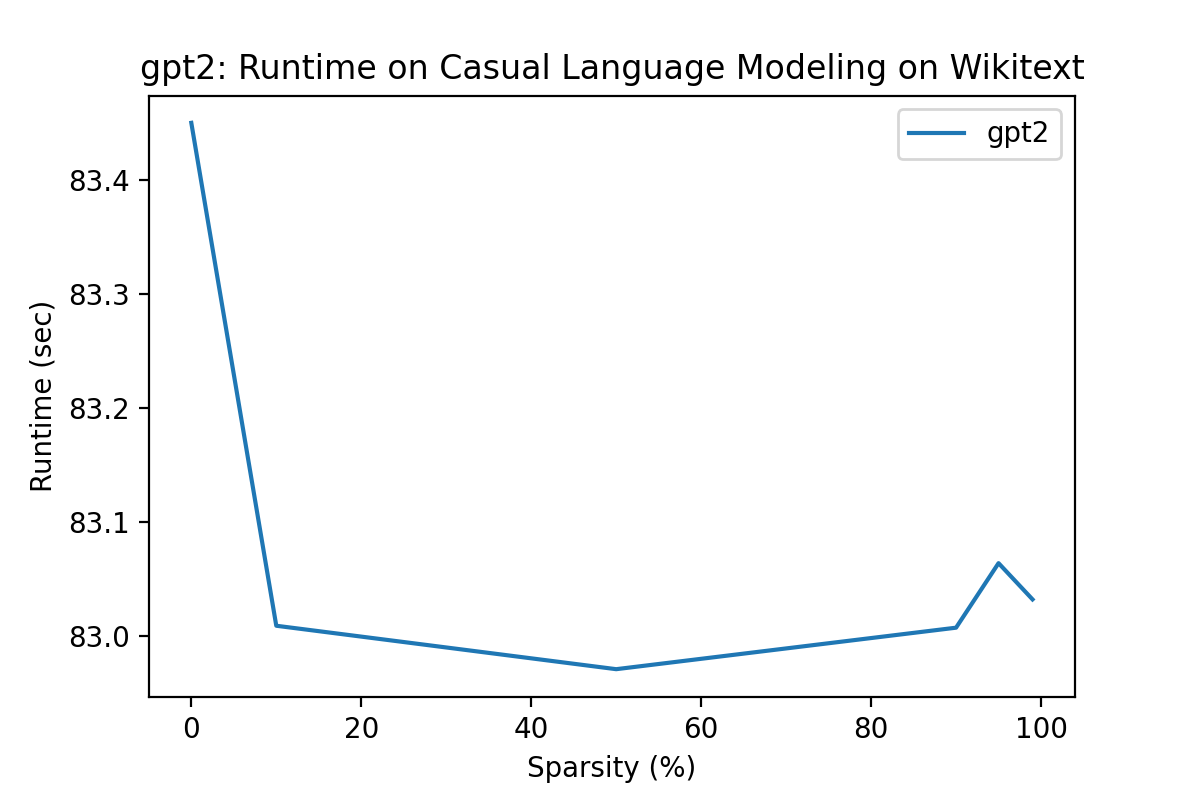 gpt2: Runtime on Casual Language Modeling on Wikitext
gpt2
83.4
83.3
83.2
83.1
83.0
Runtime (sec)
0 20 40 60 80 100
Sparsity (%)